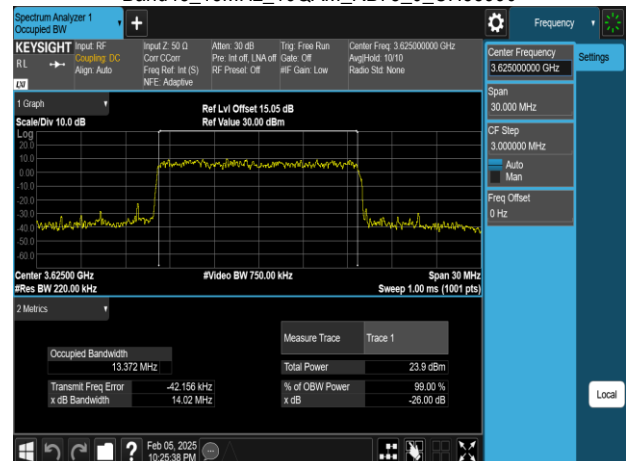 Spectrum Analyzer 1
Occupied BW
+
Frequency
KEYSIGHT
RL
LXI
Input: RF
Coupling: DC
Align: Auto
Input Z: 50 Ω
Corr CCorr
Freq Ref: Int (S)
NFE: Adaptive
Atten: 30 dB
Pre: Int off, LNA off
RF Preset: Off
Trig: Free Run
Gate: Off
#IF Gain: Low
Center Freq: 3.625000000 GHz
Avg|Hold: 10/10
Radio Std: None
Center Frequency
3.625000000 GHz
Settings
Span
30.000 MHz
CF Step
3.000000 MHz
Auto
Man
Freq Offset
0 Hz
1 Graph
Scale/Div 10.0 dB
Ref Lvl Offset 15.05 dB
Ref Value 30.00 dBm
Log
20.0
10.0
0.00
-10.0
-20.0
-30.0
-40.0
-50.0
-60.0
Center 3.62500 GHz
#Video BW 750.00 kHz
Span 30 MHz
#Res BW 220.00 kHz
Sweep 1.00 ms (1001 pts)
2 Metrics
Measure Trace Trace 1
Occupied Bandwidth
13.372 MHz
Total Power 23.9 dBm
Transmit Freq Error -42.156 kHz
% of OBW Power 99.00 %
x dB Bandwidth 14.02 MHz
x dB -26.00 dB
Local
?
Feb 05, 2025
10:25:38 PM